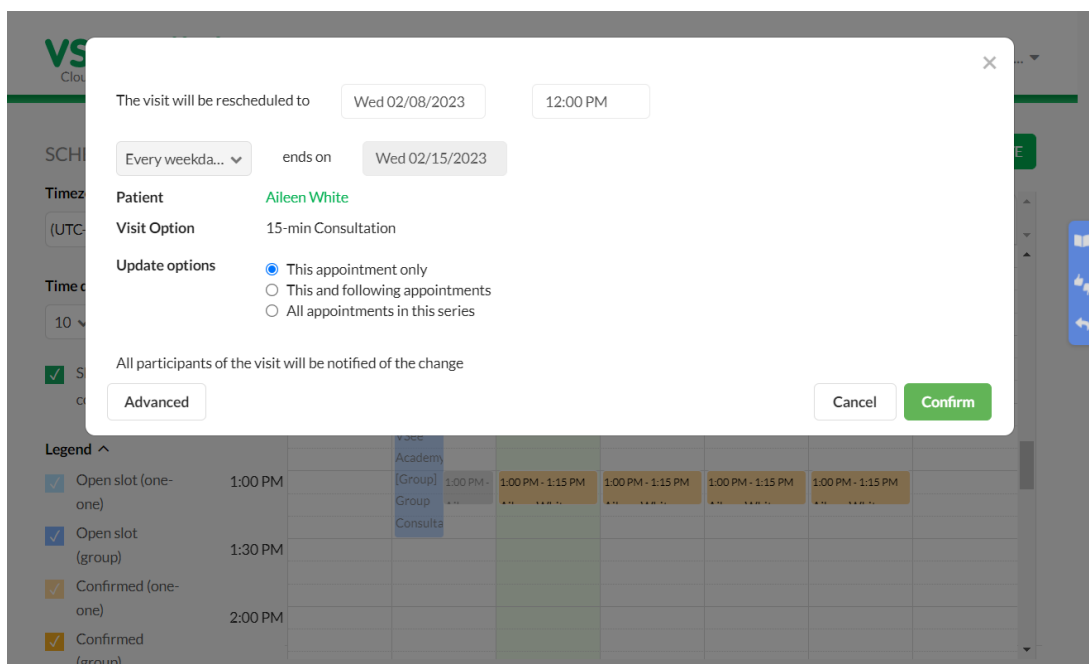 VS
Clou
...
The visit will be rescheduled to Wed 02/08/2023 12:00 PM
SCHE
Every weekda... ends on Wed 02/15/2023
E
Timez
Patient Aileen White
(UTC-
Visit Option 15-min Consultation
Update options This appointment only
This and following appointments
Time d
All appointments in this series
10
All participants of the visit will be notified of the change
Advanced Cancel Confirm
Legend
VSee
Academy
[Group]
Group
Consulta
Open slot (one-
one)
1:00 PM
1:00 PM -
1:00 PM - 1:15 PM 1:00 PM - 1:15 PM 1:00 PM - 1:15 PM 1:00 PM - 1:15 PM
Open slot
(group)
1:30 PM
Confirmed (one-
one)
2:00 PM
Confirmed
(group)